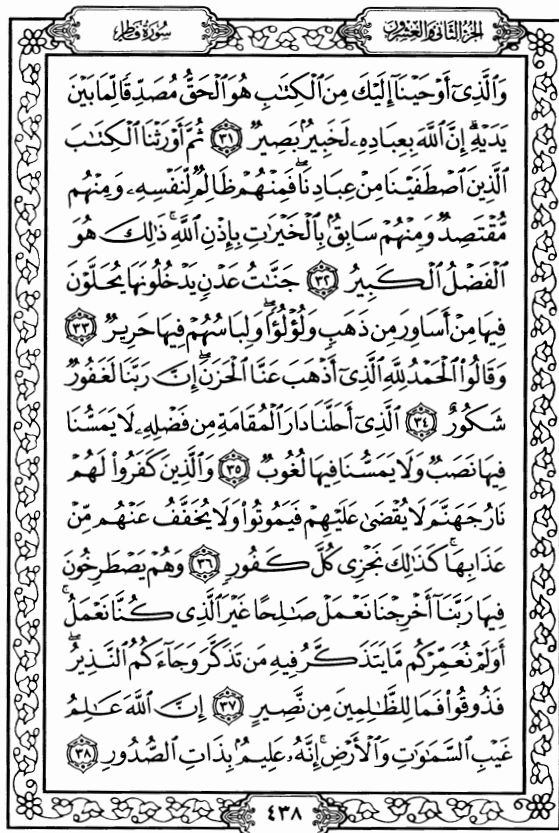 الجزء الثاني والعشرون
سورة فاطر
وَٱلَّذِىٓ أَوْحَيْنَآ إِلَيْكَ مِنَ ٱلْكِتَٰبِ هُوَ ٱلْحَقُّ مُصَدِّقًا لِّمَا بَيْنَ
يَدَيْهِ ۗ إِنَّ ٱللَّهَ بِعِبَادِهِۦ لَخَبِيرٌۢ بَصِيرٌ ٣١ ثُمَّ أَوْرَثْنَا ٱلْكِتَٰبَ
ٱلَّذِينَ ٱصْطَفَيْنَا مِنْ عِبَادِنَا ۖ فَمِنْهُمْ ظَالِمٌ لِّنَفْسِهِۦ وَمِنْهُم
مُّقْتَصِدٌ وَمِنْهُمْ سَابِقٌۢ بِٱلْخَيْرَٰتِ بِإِذْنِ ٱللَّهِ ۚ ذَٰلِكَ هُوَ
ٱلْفَضْلُ ٱلْكَبِيرُ ٣٢ جَنَّٰتُ عَدْنٍ يَدْخُلُونَهَا يُحَلَّوْنَ
فِيهَا مِنْ أَسَاوِرَ مِن ذَهَبٍ وَلُؤْلُؤًا ۖ وَلِبَاسُهُمْ فِيهَا حَرِيرٌ ٣٣
وَقَالُوا۟ ٱلْحَمْدُ لِلَّهِ ٱلَّذِىٓ أَذْهَبَ عَنَّا ٱلْحَزَنَ ۖ إِنَّ رَبَّنَا لَغَفُورٌ
شَكُورٌ ٣٤ ٱلَّذِىٓ أَحَلَّنَا دَارَ ٱلْمُقَامَةِ مِن فَضْلِهِۦ لَا يَمَسُّنَا
فِيهَا نَصَبٌ وَلَا يَمَسُّنَا فِيهَا لُغُوبٌ ٣٥ وَٱلَّذِينَ كَفَرُوا۟ لَهُمْ
نَارُ جَهَنَّمَ لَا يُقْضَىٰ عَلَيْهِمْ فَيَمُوتُوا۟ وَلَا يُخَفَّفُ عَنْهُم مِّنْ
عَذَابِهَا ۚ كَذَٰلِكَ نَجْزِى كُلَّ كَفُورٍ ٣٦ وَهُمْ يَصْطَرِخُونَ
فِيهَا رَبَّنَآ أَخْرِجْنَا نَعْمَلْ صَٰلِحًا غَيْرَ ٱلَّذِى كُنَّا نَعْمَلُ ۚ
أَوَلَمْ نُعَمِّرْكُم مَّا يَتَذَكَّرُ فِيهِ مَن تَذَكَّرَ وَجَآءَكُمُ ٱلنَّذِيرُ ۖ
فَذُوقُوا۟ فَمَا لِلظَّٰلِمِينَ مِن نَّصِيرٍ ٣٧ إِنَّ ٱللَّهَ عَٰلِمُ
غَيْبِ ٱلسَّمَٰوَٰتِ وَٱلْأَرْضِ ۚ إِنَّهُۥ عَلِيمٌۢ بِذَاتِ ٱلصُّدُورِ ٣٨
٤٣٨